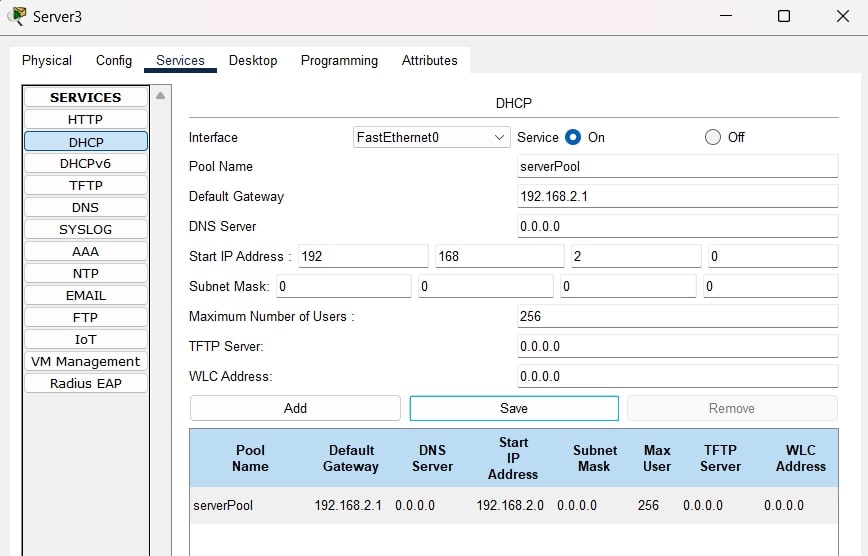 Server3
Physical Config Services Desktop Programming Attributes
SERVICES
HTTP
DHCP
DHCPv6
TFTP
DNS
SYSLOG
AAA
NTP
EMAIL
FTP
IoT
VM Management
Radius EAP
DHCP
Interface FastEthernet0 Service On Off
Pool Name serverPool
Default Gateway 192.168.2.1
DNS Server 0.0.0.0
Start IP Address : 192 168 2 0
Subnet Mask: 0 0 0 0
Maximum Number of Users : 256
TFTP Server: 0.0.0.0
WLC Address: 0.0.0.0
Add Save Remove
Pool Name Default Gateway DNS Server Start IP Address Subnet Mask Max User TFTP Server WLC Address
serverPool 192.168.2.1 0.0.0.0 192.168.2.0 0.0.0.0 256 0.0.0.0 0.0.0.0